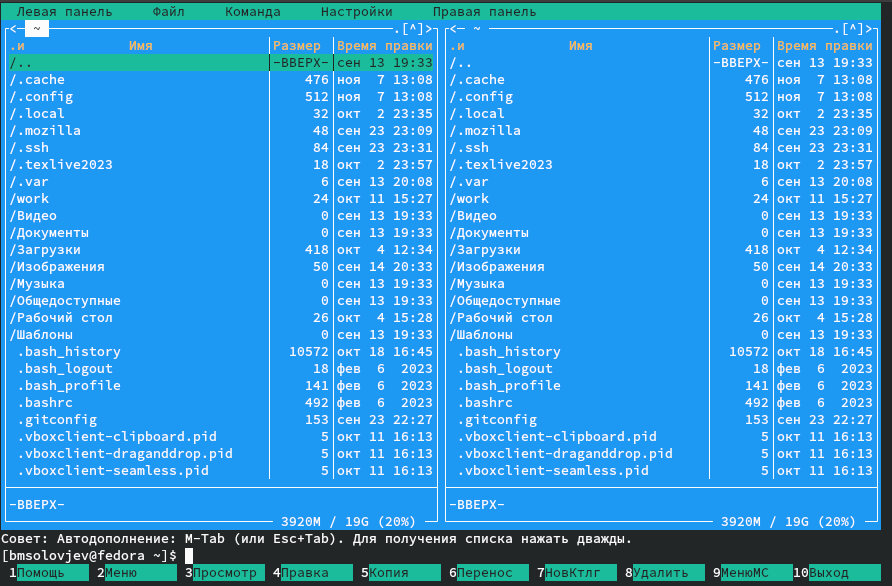 Левая панель Файл Команда Настройки Правая панель
<- ~ .[^]> <- ~ .[^]>
.и Имя Размер Время правки .и Имя Размер Время правки
/.. -ВВЕРХ- сен 13 19:33 /.. -ВВЕРХ- сен 13 19:33
/.cache 476 ноя 7 13:08 /.cache 476 ноя 7 13:08
/.config 512 ноя 7 13:08 /.config 512 ноя 7 13:08
/.local 32 окт 2 23:35 /.local 32 окт 2 23:35
/.mozilla 48 сен 23 23:09 /.mozilla 48 сен 23 23:09
/.ssh 84 сен 23 23:31 /.ssh 84 сен 23 23:31
/.texlive2023 18 окт 2 23:57 /.texlive2023 18 окт 2 23:57
/.var 6 сен 13 20:08 /.var 6 сен 13 20:08
/work 24 окт 11 15:27 /work 24 окт 11 15:27
/Видео 0 сен 13 19:33 /Видео 0 сен 13 19:33
/Документы 0 сен 13 19:33 /Документы 0 сен 13 19:33
/Загрузки 418 окт 4 12:34 /Загрузки 418 окт 4 12:34
/Изображения 50 сен 14 20:33 /Изображения 50 сен 14 20:33
/Музыка 0 сен 13 19:33 /Музыка 0 сен 13 19:33
/Общедоступные 0 сен 13 19:33 /Общедоступные 0 сен 13 19:33
/Рабочий стол 26 окт 4 15:28 /Рабочий стол 26 окт 4 15:28
/Шаблоны 0 сен 13 19:33 /Шаблоны 0 сен 13 19:33
.bash_history 10572 окт 18 16:45 .bash_history 10572 окт 18 16:45
.bash_logout 18 фев 6 2023 .bash_logout 18 фев 6 2023
.bash_profile 141 фев 6 2023 .bash_profile 141 фев 6 2023
.bashrc 492 фев 6 2023 .bashrc 492 фев 6 2023
.gitconfig 153 сен 23 22:27 .gitconfig 153 сен 23 22:27
.vboxclient-clipboard.pid 5 окт 11 16:13 .vboxclient-clipboard.pid 5 окт 11 16:13
.vboxclient-draganddrop.pid 5 окт 11 16:13 .vboxclient-draganddrop.pid 5 окт 11 16:13
.vboxclient-seamless.pid 5 окт 11 16:13 .vboxclient-seamless.pid 5 окт 11 16:13
-ВВЕРХ- -ВВЕРХ-
3920M / 19G (20%) 3920M / 19G (20%)
Совет: Автодополнение: M-Tab (или Esc+Tab). Для получения списка нажать дважды.
[bmsolovjev@fedora ~]$
1Помощь 2Меню 3Просмотр 4Правка 5Копия 6Перенос 7НовКтлг 8Удалить 9МенюМС 10Выход